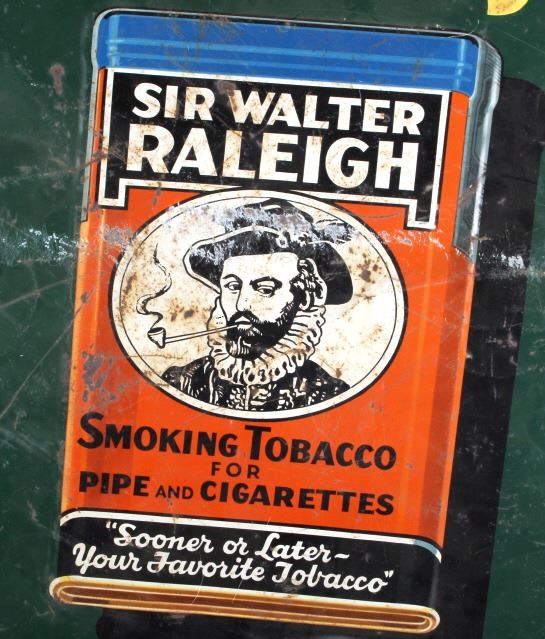 SIR WALTER
RALEIGH
SMOKING TOBACCO
FOR
PIPE AND CIGARETTES
"Sooner or Later~
Your Favorite Tobacco"